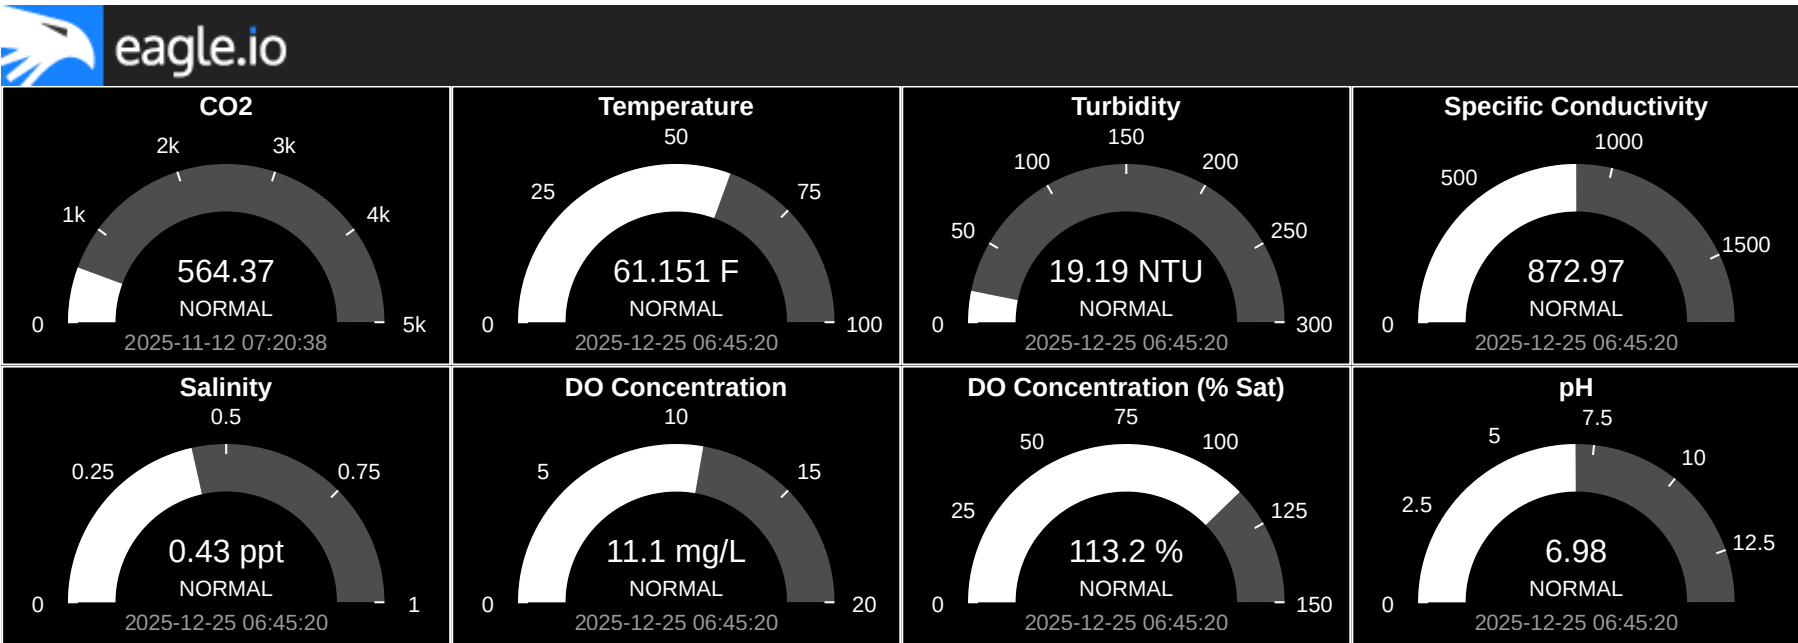 eagle.io
CO2
0
1k
2k
3k
4k
5k
564.37
NORMAL
2025-11-12 07:20:38
Temperature
0
25
50
75
100
61.151 F
NORMAL
2025-12-25 06:45:20
Turbidity
0
50
100
150
200
250
300
19.19 NTU
NORMAL
2025-12-25 06:45:20
Specific Conductivity
0
500
1000
1500
872.97
NORMAL
2025-12-25 06:45:20
Salinity
0
0.25
0.5
0.75
1
0.43 ppt
NORMAL
2025-12-25 06:45:20
DO Concentration
0
5
10
15
20
11.1 mg/L
NORMAL
2025-12-25 06:45:20
DO Concentration (% Sat)
0
25
50
75
100
125
150
113.2 %
NORMAL
2025-12-25 06:45:20
pH
0
2.5
5
7.5
10
12.5
6.98
NORMAL
2025-12-25 06:45:20